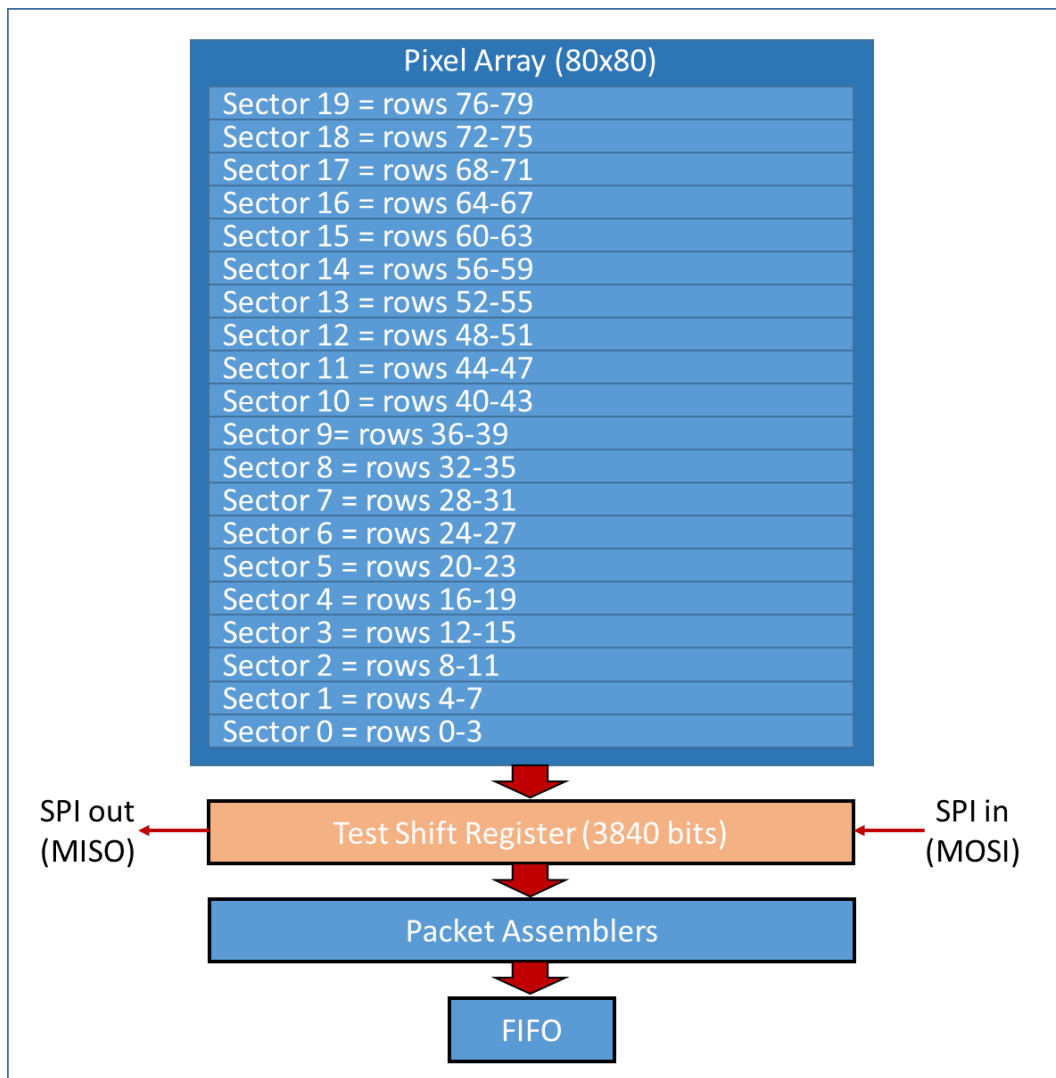 Pixel Array (80x80)
Sector 19 = rows 76-79
Sector 18 = rows 72-75
Sector 17 = rows 68-71
Sector 16 = rows 64-67
Sector 15 = rows 60-63
Sector 14 = rows 56-59
Sector 13 = rows 52-55
Sector 12 = rows 48-51
Sector 11 = rows 44-47
Sector 10 = rows 40-43
Sector 9= rows 36-39
Sector 8 = rows 32-35
Sector 7 = rows 28-31
Sector 6 = rows 24-27
Sector 5 = rows 20-23
Sector 4 = rows 16-19
Sector 3 = rows 12-15
Sector 2 = rows 8-11
Sector 1 = rows 4-7
Sector 0 = rows 0-3
SPI out
(MISO)
Test Shift Register (3840 bits)
SPI in
(MOSI)
Packet Assemblers
FIFO